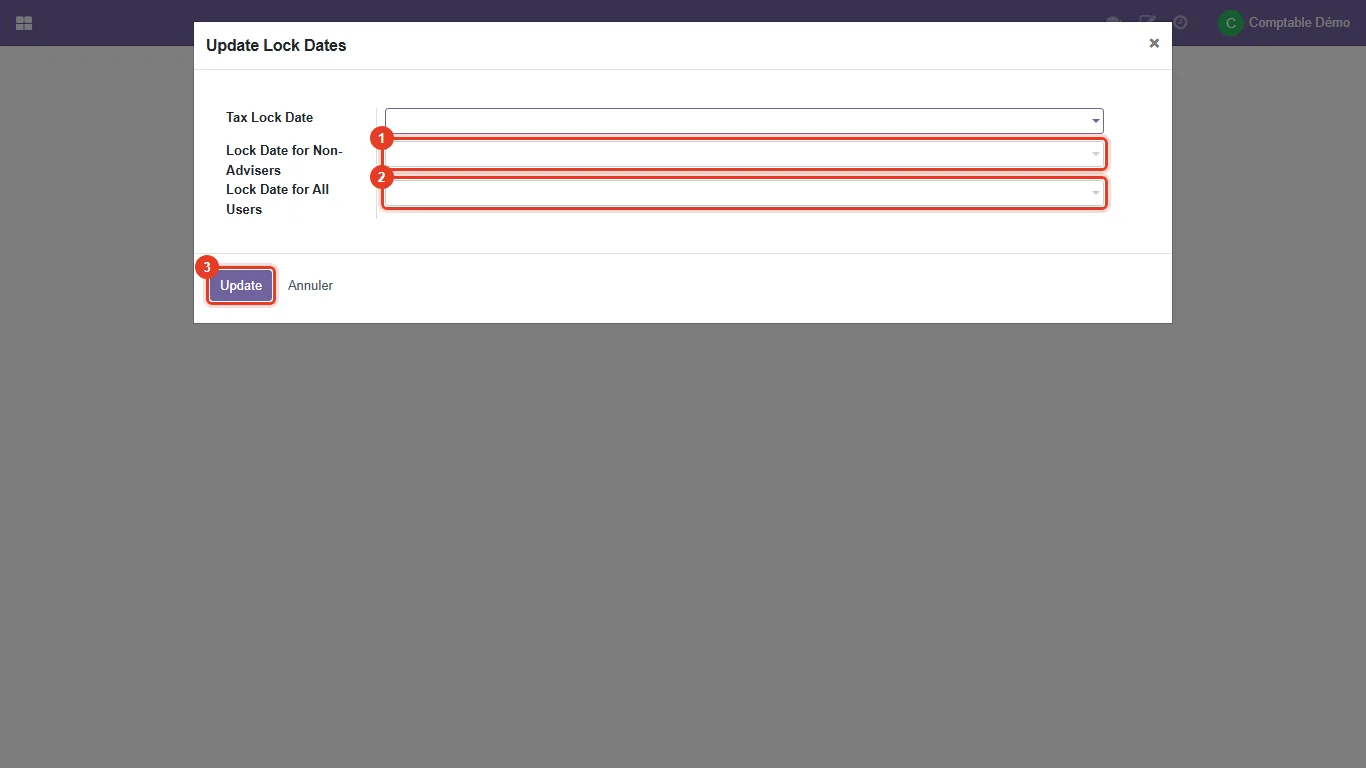 C Comptable Démo
Update Lock Dates
×
Tax Lock Date
1
Lock Date for Non-
Advisers
2
Lock Date for All
Users
3
Update Annuler